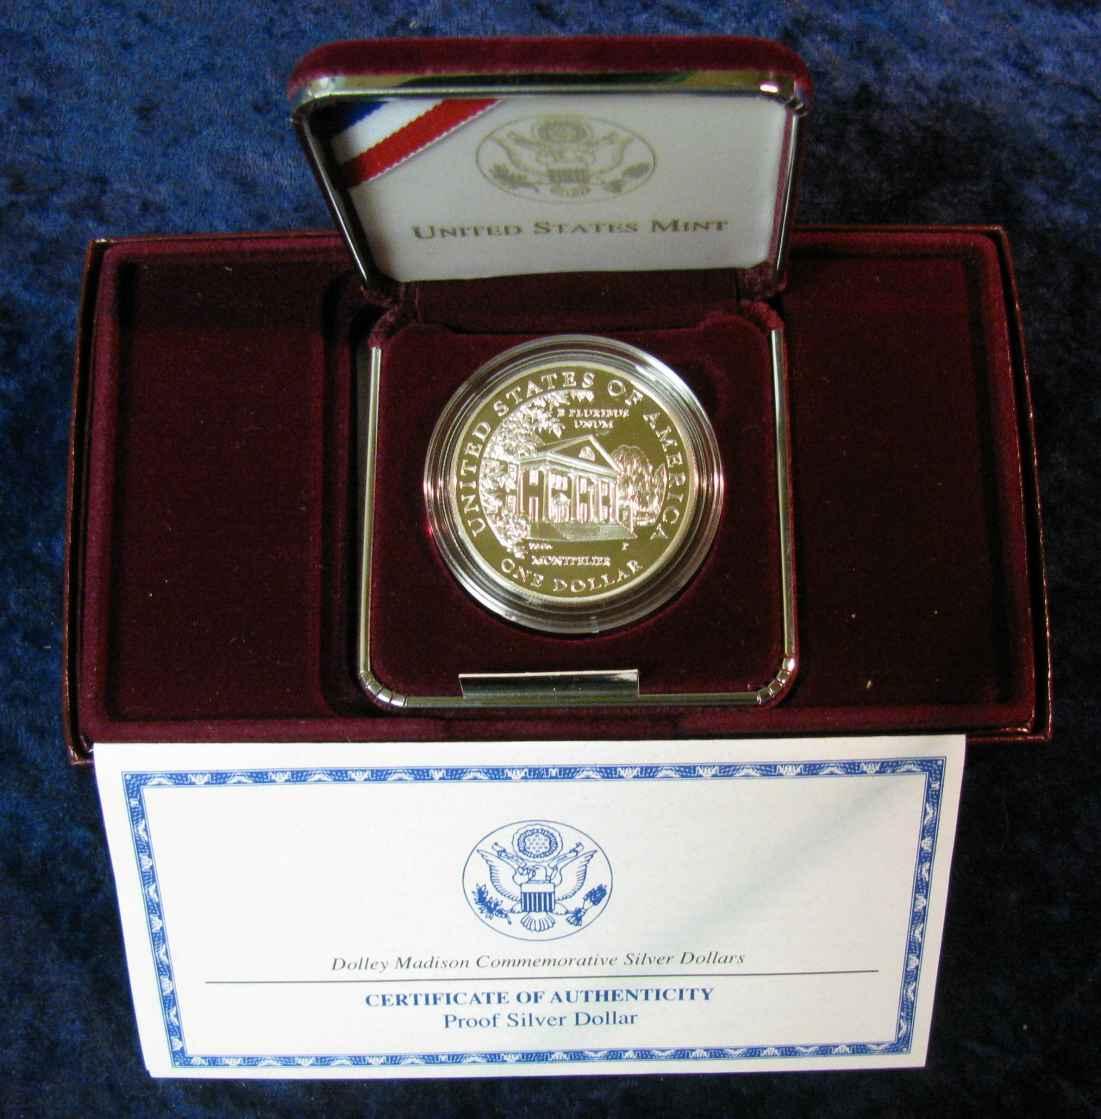 UNITED STATES MINT
UNITED STATES OF AMERICA
E PLURIBUS
UNUM
P
MONTPELIER
ONE DOLLAR
Dolley Madison Commemorative Silver Dollars
CERTIFICATE OF AUTHENTICITY
Proof Silver Dollar